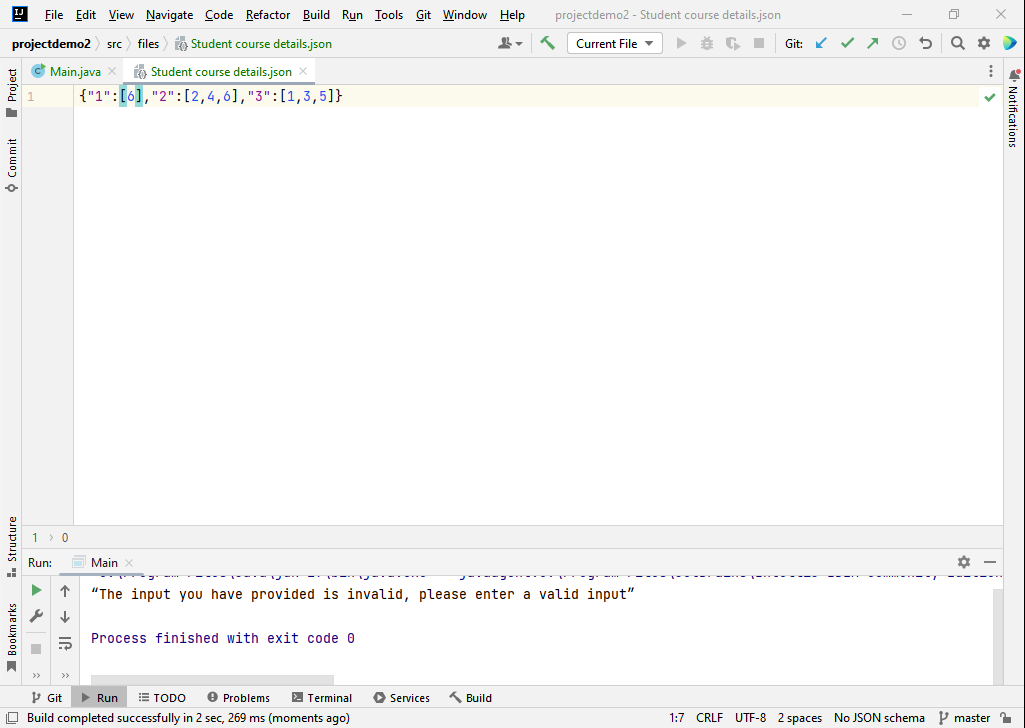 IJ File Edit View Navigate Code Refactor Build Run Tools Git Window Help projectdemo2 - Student course details.json
projectdemo2 src files Student course details.json Current File Git:
Main.java Student course details.json
Project
Commit
Structure
Bookmarks
Notifications
1 {"1":[6],"2":[2,4,6],"3":[1,3,5]}
1 › 0
Run: Main
“The input you have provided is invalid, please enter a valid input”
Process finished with exit code 0
Git Run TODO Problems Terminal Services Build
Build completed successfully in 2 sec, 269 ms (moments ago) 1:7 CRLF UTF-8 2 spaces No JSON schema master